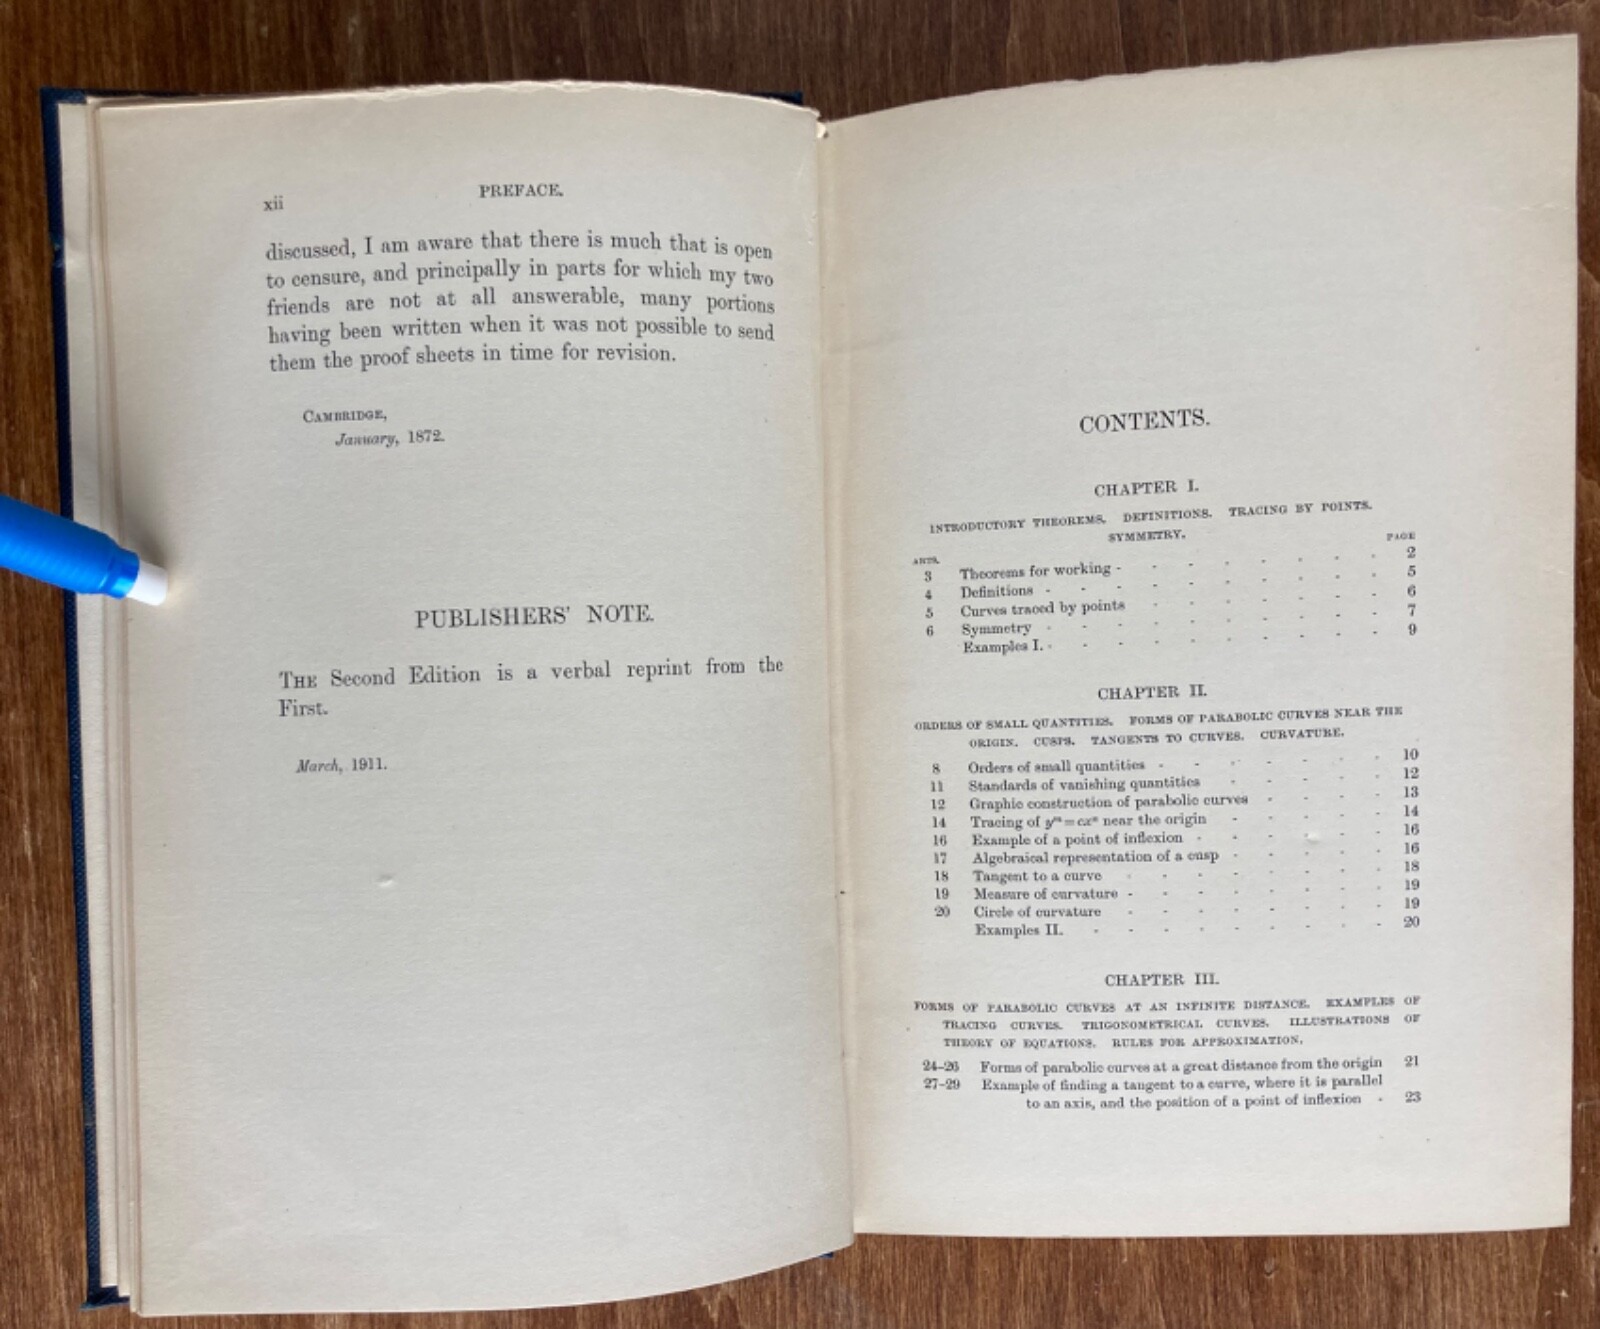 xii
PREFACE.
discussed, I am aware that there is much that is open
to censure, and principally in parts for which my two
friends are not at all answerable, many portions
having been written when it was not possible to send
them the proof sheets in time for revision.
CAMBRIDGE,
January, 1872.
PUBLISHERS' NOTE.
THE Second Edition is a verbal reprint from the
First.
March, 1911.
CONTENTS.
CHAPTER I.
INTRODUCTORY THEOREMS. DEFINITIONS. TRACING BY POINTS.
SYMMETRY.
ARTS. PAGE
3 Theorems for working - - - - - - - - 2
4 Definitions - - - - - - - - - - 5
5 Curves traced by points - - - - - - - 6
6 Symmetry - - - - - - - - - - 7
Examples I. - - - - - - - - - - 9
CHAPTER II.
ORDERS OF SMALL QUANTITIES. FORMS OF PARABOLIC CURVES NEAR THE
ORIGIN. CUSPS. TANGENTS TO CURVES. CURVATURE.
8 Orders of small quantities - - - - - - - 10
11 Standards of vanishing quantities - - - - - 12
12 Graphic construction of parabolic curves - - - - 13
14 Tracing of yᵐ = cxⁿ near the origin - - - - - 14
16 Example of a point of inflexion - - - - - - 16
17 Algebraical representation of a cusp - - - - - 16
18 Tangent to a curve - - - - - - - - 18
19 Measure of curvature - - - - - - - - 19
20 Circle of curvature - - - - - - - - 19
Examples II. - - - - - - - - - 20
CHAPTER III.
FORMS OF PARABOLIC CURVES AT AN INFINITE DISTANCE. EXAMPLES OF
TRACING CURVES. TRIGONOMETRICAL CURVES. ILLUSTRATIONS OF
THEORY OF EQUATIONS. RULES FOR APPROXIMATION.
24-26 Forms of parabolic curves at a great distance from the origin 21
27-29 Example of finding a tangent to a curve, where it is parallel
to an axis, and the position of a point of inflexion - 23